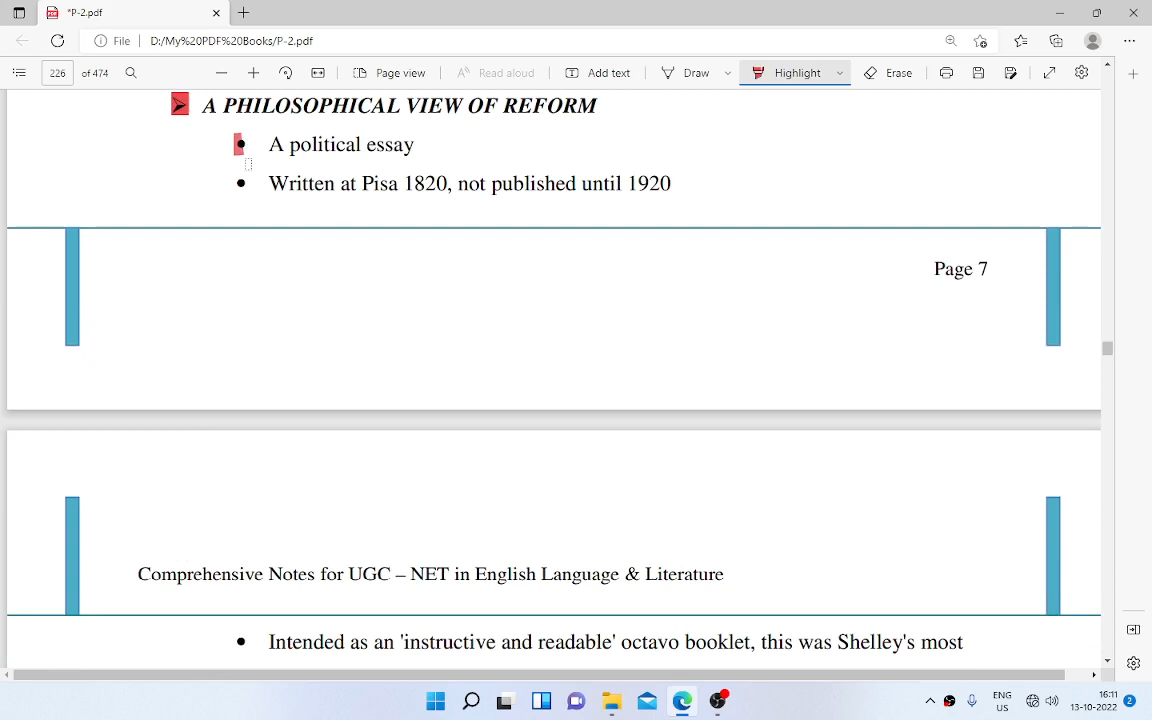 *P-2.pdf
File
D:/My%20PDF%20Books/P-2.pdf
226 of 474
Page view
Read aloud
Add text
Draw
Highlight
Erase
A PHILOSOPHICAL VIEW OF REFORM
• A political essay
• Written at Pisa 1820, not published until 1920
Page 7
Comprehensive Notes for UGC – NET in English Language & Literature
• Intended as an 'instructive and readable' octavo booklet, this was Shelley's most
ENG
US
16:11
13-10-2022
2